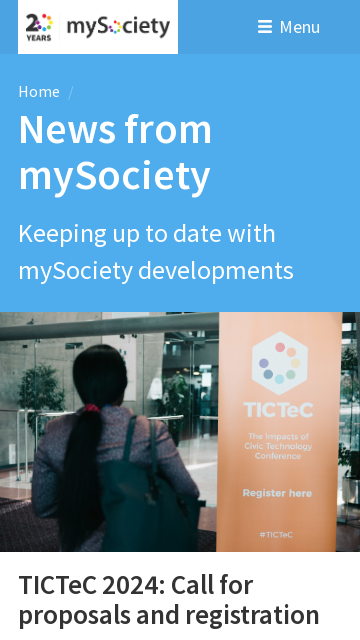 20
YEARS
mySociety
Menu
Home /
News from
mySociety
Keeping up to date with
mySociety developments
TICTeC
The Impacts of
Civic Technology
Conference
Register here
#TICTeC
TICTeC 2024: Call for
proposals and registration